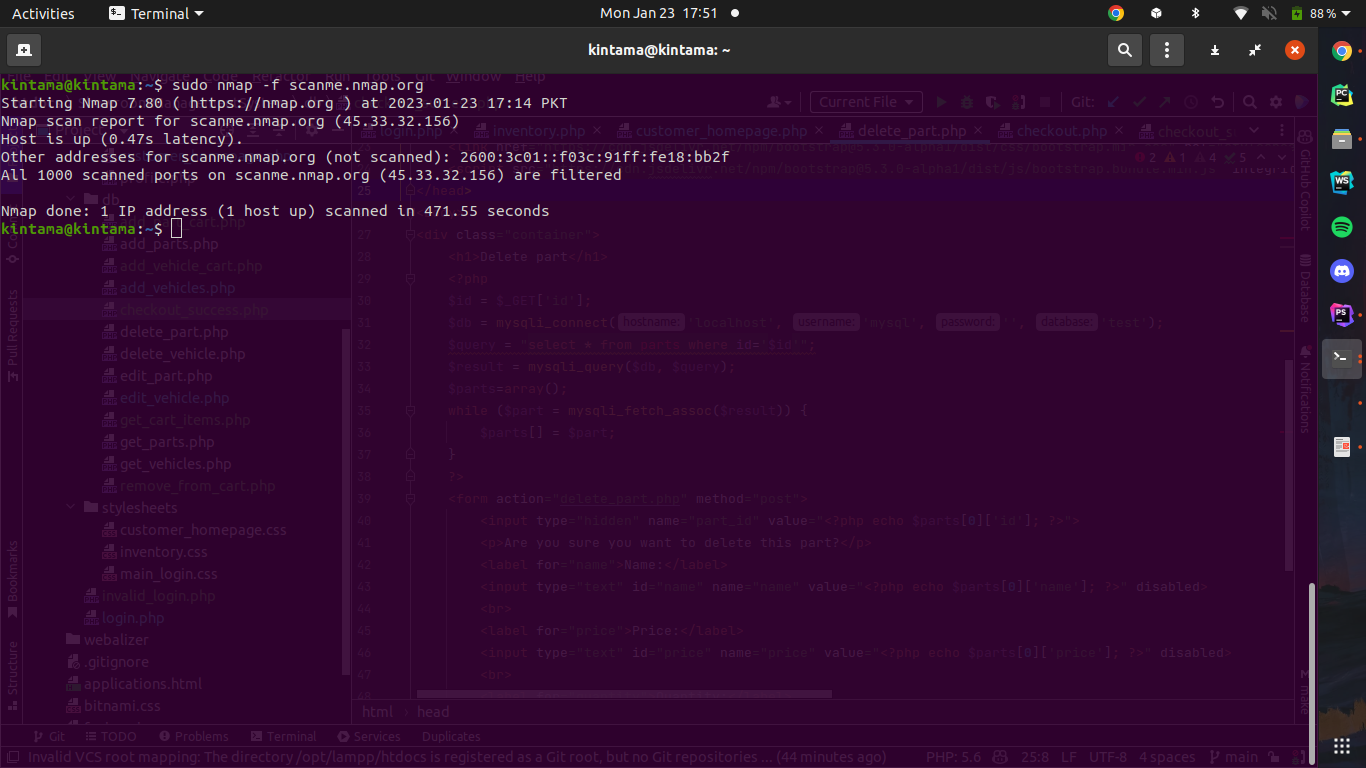 Activities
Terminal
Mon Jan 23 17:51
88%
kintama@kintama: ~
kintama@kintama:~$ sudo nmap -f scanme.nmap.org
Starting Nmap 7.80 ( https://nmap.org ) at 2023-01-23 17:14 PKT
Nmap scan report for scanme.nmap.org (45.33.32.156)
Host is up (0.47s latency).
Other addresses for scanme.nmap.org (not scanned): 2600:3c01::f03c:91ff:fe18:bb2f
All 1000 scanned ports on scanme.nmap.org (45.33.32.156) are filtered
Nmap done: 1 IP address (1 host up) scanned in 471.55 seconds
kintama@kintama:~$
Current File
Git:
login.php
inventory.php
customer_homepage.php
delete_part.php
checkout.php
2 1 4 5
db
add_parts.php
add_vehicle_cart.php
add_vehicles.php
checkout_success.php
delete_part.php
delete_vehicle.php
edit_part.php
edit_vehicle.php
get_cart_items.php
get_parts.php
get_vehicles.php
remove_from_cart.php
stylesheets
customer_homepage.css
inventory.css
main_login.css
invalid_login.php
login.php
webalizer
.gitignore
applications.html
bitnami.css
Pull Requests
Bookmarks
Structure
25 </head>
27 <div class="container">
28 <h1>Delete part</h1>
29 <?php
30 $id = $_GET['id'];
31 $db = mysqli_connect( hostname: 'localhost', username: 'mysql', password: '', database: 'test');
32 $query = "select * from parts where id='$id'";
33 $result = mysqli_query($db, $query);
34 $parts=array();
35 while ($part = mysqli_fetch_assoc($result)) {
36 $parts[] = $part;
37 }
38 ?>
39 <form action="delete_part.php" method="post">
40 <input type="hidden" name="part_id" value="<?php echo $parts[0]['id']; ?>">
41 <p>Are you sure you want to delete this part?</p>
42 <label for="name">Name:</label>
43 <input type="text" id="name" name="name" value="<?php echo $parts[0]['name']; ?>" disabled>
44 <br>
45 <label for="price">Price:</label>
46 <input type="text" id="price" name="price" value="<?php echo $parts[0]['price']; ?>" disabled>
47 <br>
html
head
GitHub Copilot
Database
Notifications
Git
TODO
Problems
Terminal
Services
Duplicates
Invalid VCS root mapping: The directory /opt/lampp/htdocs is registered as a Git root, but no Git repositories ... (44 minutes ago)
PHP: 5.6
25:8
LF
UTF-8
4 spaces
main
PC
WS
PS